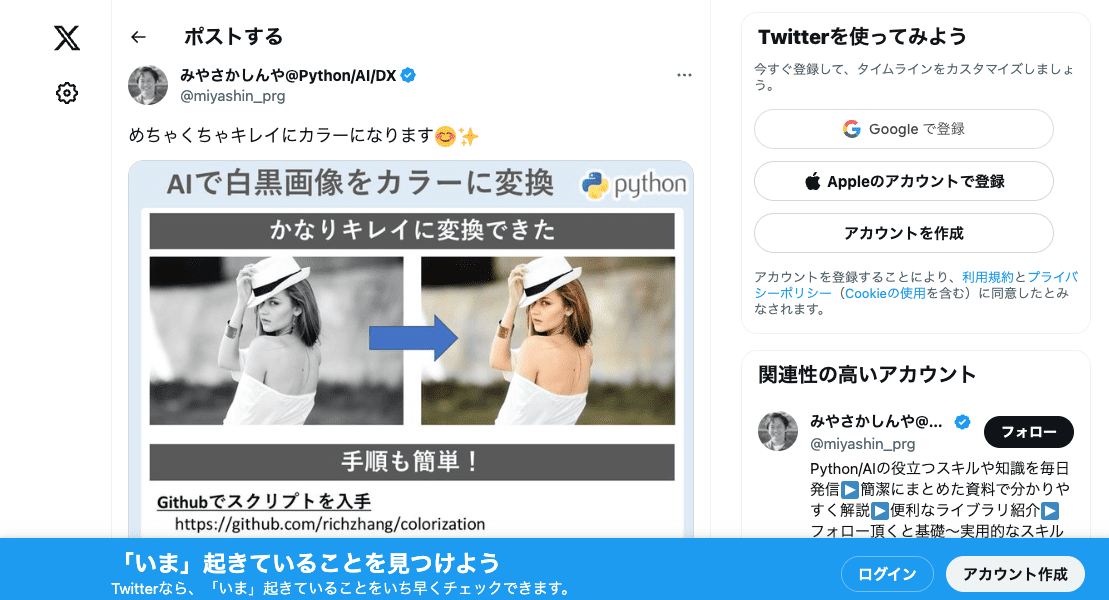 ポストする
みやさかしんや@Python/AI/DX
@miyashin_prg
めちゃくちゃキレイにカラーになります😊✨
AIで白黒画像をカラーに変換
python
かなりキレイに変換できた
手順も簡単！
Githubでスクリプトを入手
https://github.com/richzhang/colorization
Twitterを使ってみよう
今すぐ登録して、タイムラインをカスタマイズしましょ
う。
Google で登録
Appleのアカウントで登録
アカウントを作成
アカウントを登録することにより、利用規約とプライバ
シーポリシー（Cookieの使用を含む）に同意したとみ
なされます。
関連性の高いアカウント
みやさかしんや@...
@miyashin_prg
フォロー
Python/AIの役立つスキルや知識を毎日
発信▶️簡潔にまとめた資料で分かりや
すく解説▶️便利なライブラリ紹介▶️
フォロー頂くと基礎〜実用的なスキル
「いま」起きていることを見つけよう
Twitterなら、「いま」起きていることをいち早くチェックできます。
ログイン
アカウント作成